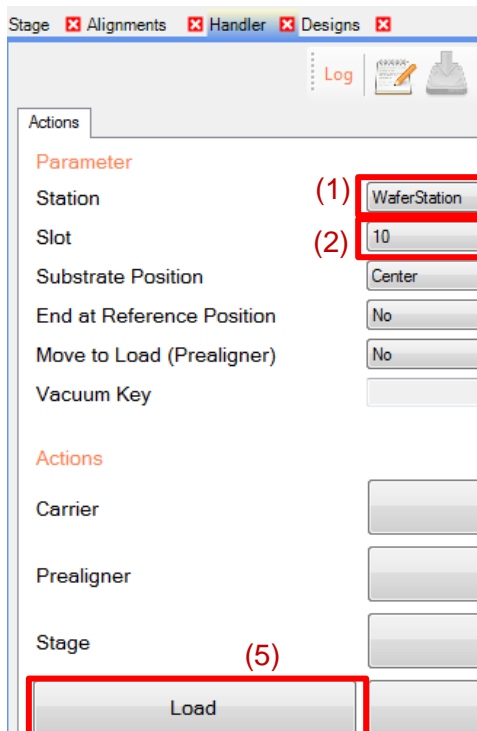 Stage Alignments Handler Designs
Log
Actions
Parameter
Station (1) WaferStation
Slot (2) 10
Substrate Position Center
End at Reference Position No
Move to Load (Prealigner) No
Vacuum Key
Actions
Carrier
Prealigner
Stage (5)
Load